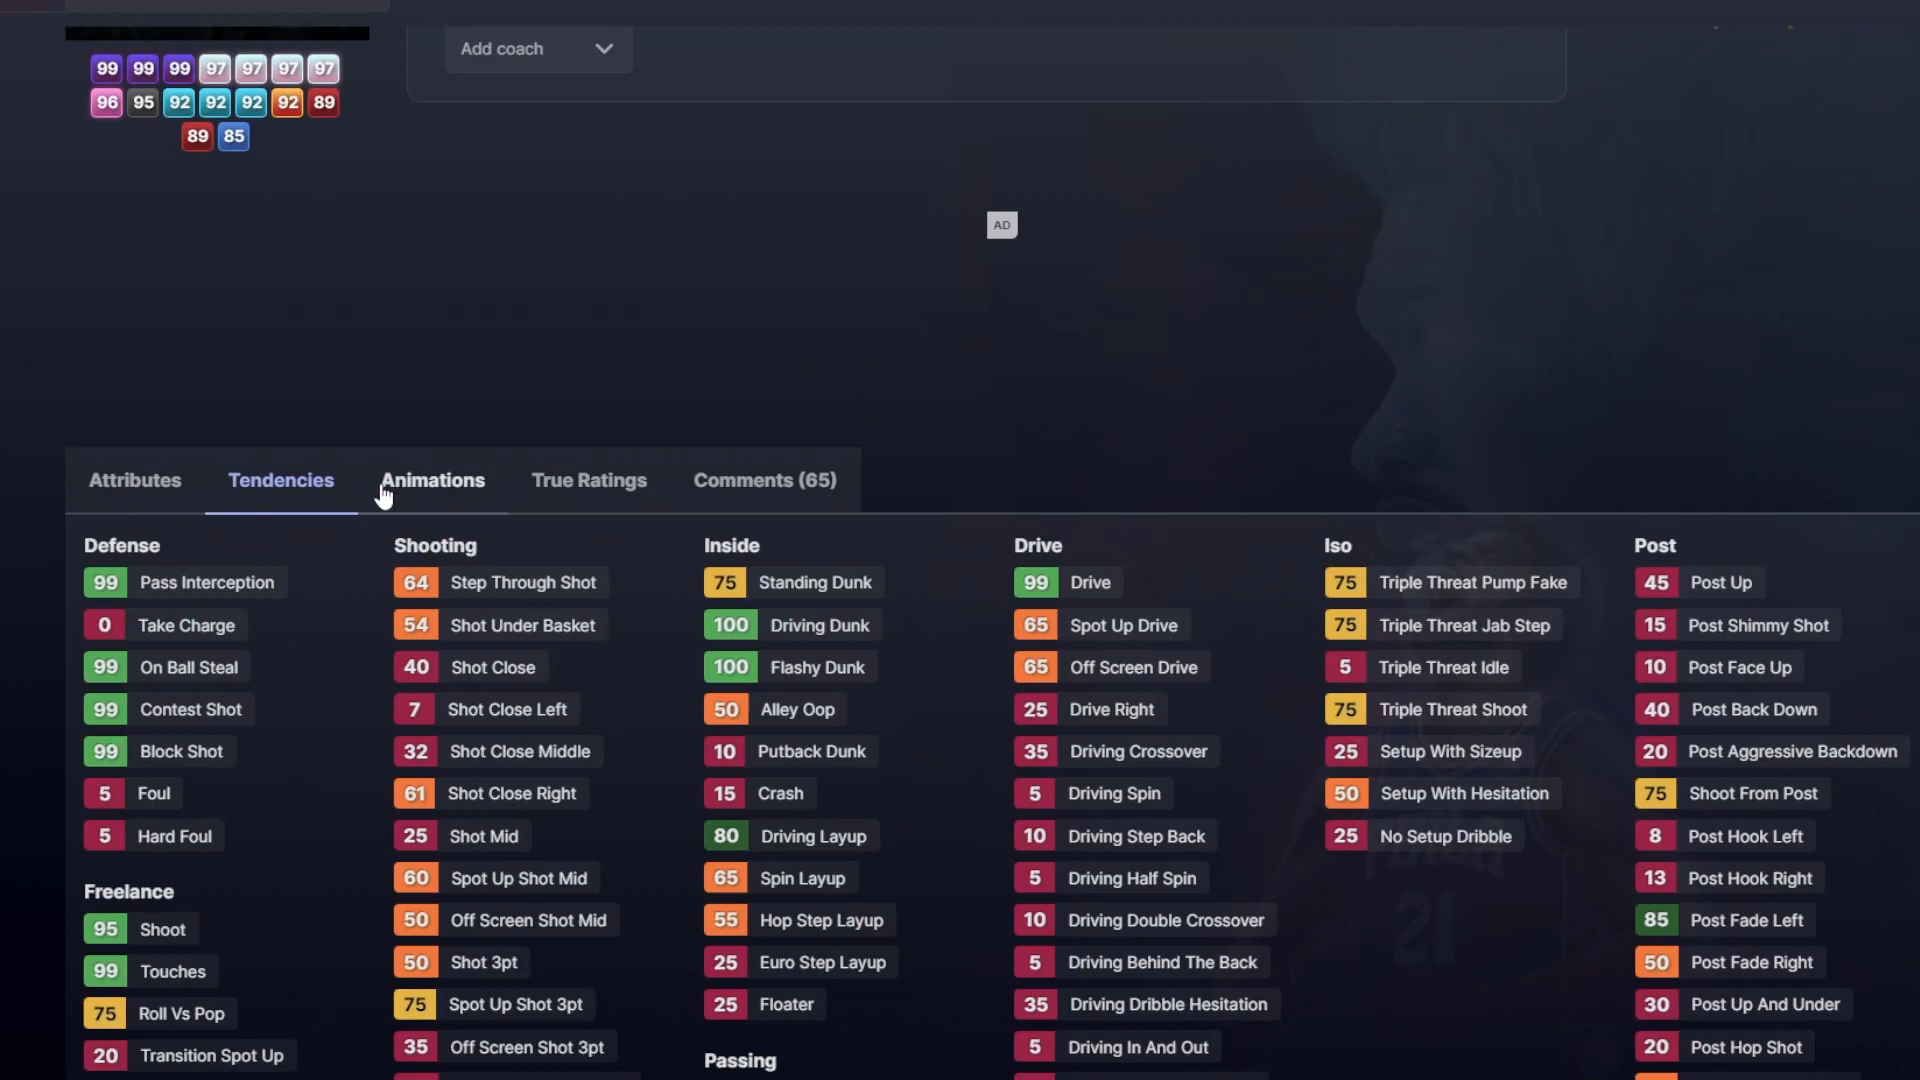 Add coach
99 99 99 97 97 97 97
96 95 92 92 92 92 89
89 85
AD
Attributes Tendencies Animations True Ratings Comments (65)
Defense
99 Pass Interception
0 Take Charge
99 On Ball Steal
99 Contest Shot
99 Block Shot
5 Foul
5 Hard Foul
Freelance
95 Shoot
99 Touches
75 Roll Vs Pop
20 Transition Spot Up
Shooting
64 Step Through Shot
54 Shot Under Basket
40 Shot Close
7 Shot Close Left
32 Shot Close Middle
61 Shot Close Right
25 Shot Mid
60 Spot Up Shot Mid
50 Off Screen Shot Mid
50 Shot 3pt
75 Spot Up Shot 3pt
35 Off Screen Shot 3pt
Inside
75 Standing Dunk
100 Driving Dunk
100 Flashy Dunk
50 Alley Oop
10 Putback Dunk
15 Crash
80 Driving Layup
65 Spin Layup
55 Hop Step Layup
25 Euro Step Layup
25 Floater
Passing
Drive
99 Drive
65 Spot Up Drive
65 Off Screen Drive
25 Drive Right
35 Driving Crossover
5 Driving Spin
10 Driving Step Back
5 Driving Half Spin
10 Driving Double Crossover
5 Driving Behind The Back
35 Driving Dribble Hesitation
5 Driving In And Out
Iso
75 Triple Threat Pump Fake
75 Triple Threat Jab Step
5 Triple Threat Idle
75 Triple Threat Shoot
25 Setup With Sizeup
50 Setup With Hesitation
25 No Setup Dribble
21
Post
45 Post Up
15 Post Shimmy Shot
10 Post Face Up
40 Post Back Down
20 Post Aggressive Backdown
75 Shoot From Post
8 Post Hook Left
13 Post Hook Right
85 Post Fade Left
50 Post Fade Right
30 Post Up And Under
20 Post Hop Shot